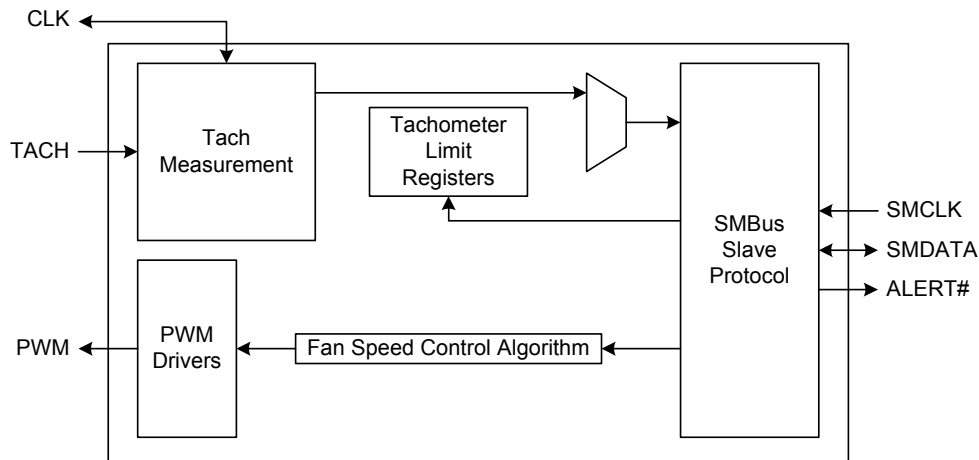 CLK
TACH
Tach
Measurement
Tachometer
Limit
Registers
SMBus
Slave
Protocol
SMCLK
SMDATA
ALERT#
PWM
PWM
Drivers
Fan Speed Control Algorithm